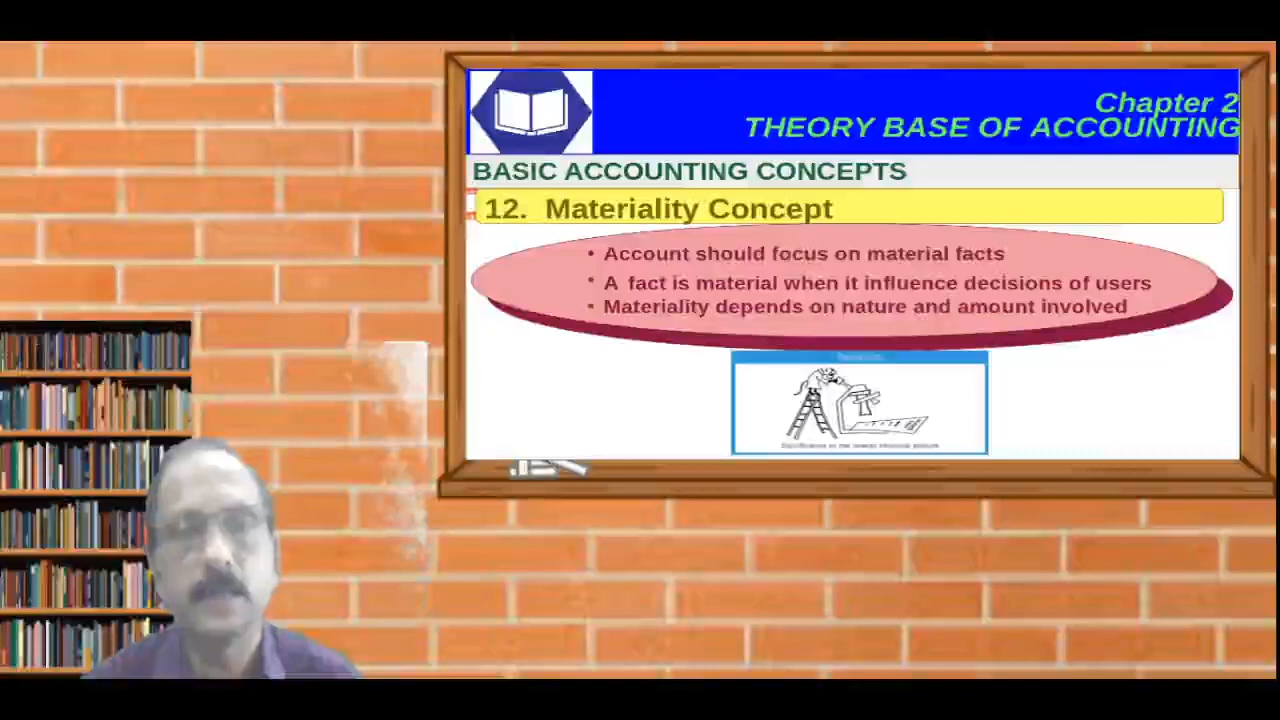 Chapter 2
THEORY BASE OF ACCOUNTING
BASIC ACCOUNTING CONCEPTS
12. Materiality Concept
• Account should focus on material facts
• A fact is material when it influence decisions of users
• Materiality depends on nature and amount involved